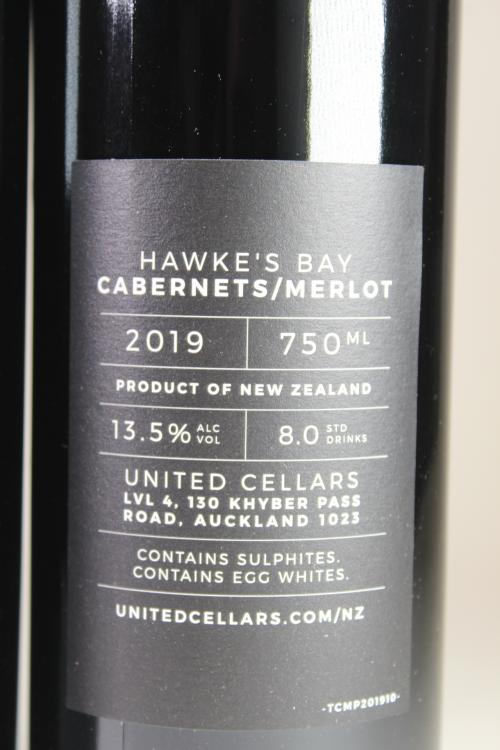 HAWKE'S BAY
CABERNETS/MERLOT
2019 750ML
PRODUCT OF NEW ZEALAND
13.5% ALC VOL 8.0 STD DRINKS
UNITED CELLARS
LVL 4, 130 KHYBER PASS
ROAD, AUCKLAND 1023
CONTAINS SULPHITES.
CONTAINS EGG WHITES.
UNITEDCELLARS.COM/NZ
-TCMP201910-